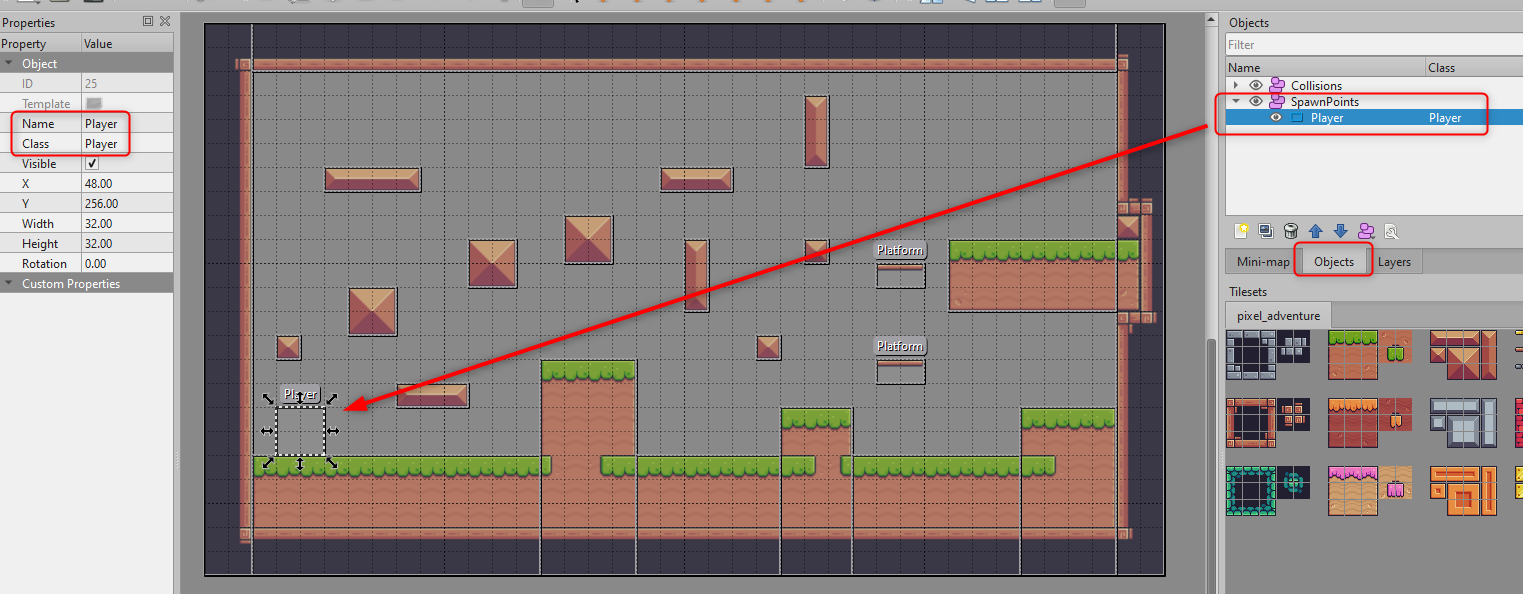 Properties
Property Value
Object
ID 25
Template
Name Player
Class Player
Visible
X 48.00
Y 256.00
Width 32.00
Height 32.00
Rotation 0.00
Custom Properties
Platform
Platform
Player
Objects
Filter
Name Class
Collisions
SpawnPoints
Player Player
Mini-map Objects Layers
Tilesets
pixel_adventure